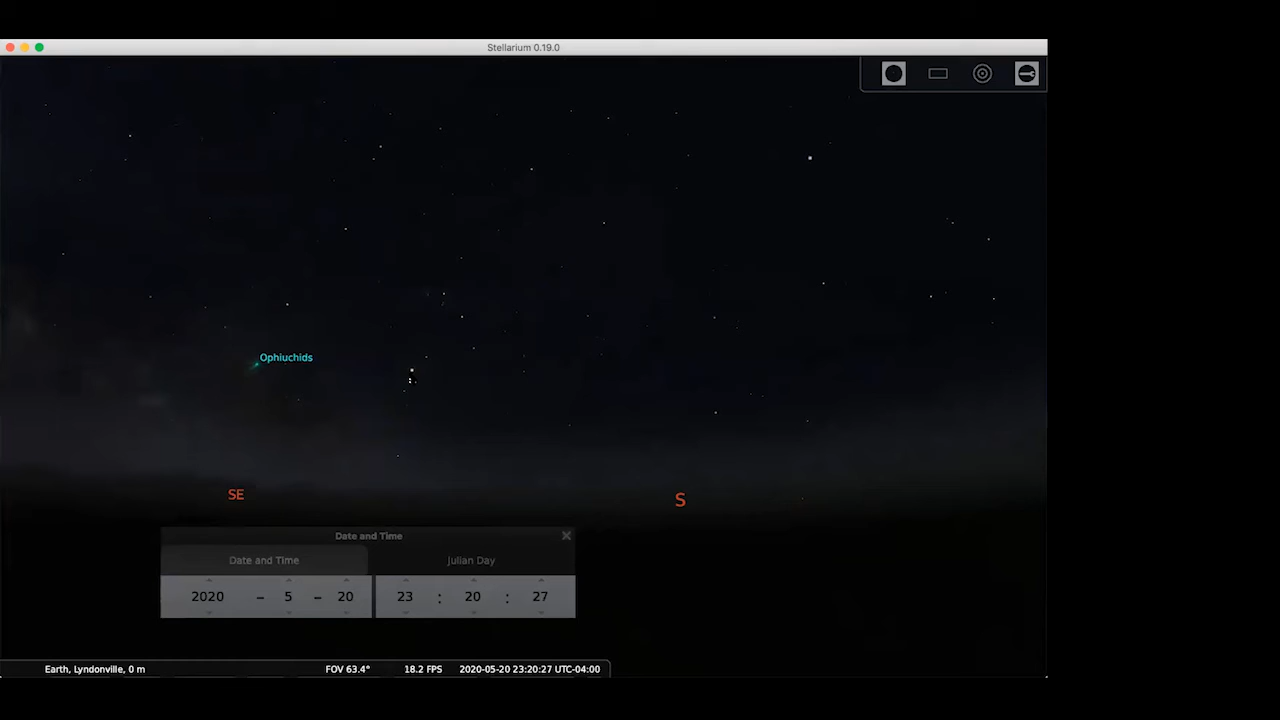 Stellarium 0.19.0
Ophiuchids
SE
S
Date and Time
Date and Time Julian Day
2020 - 5 - 20 23 : 20 : 27
Earth, Lyndonville, 0 m FOV 63.4° 18.2 FPS 2020-05-20 23:20:27 UTC-04:00